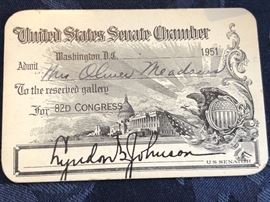 United States Senate Chamber
Washington D.C. 1951
Admit Mrs Oliver Meadows
To the reserved gallery
For 82D CONGRESS
Lyndon B Johnson
U.S. SENATOR